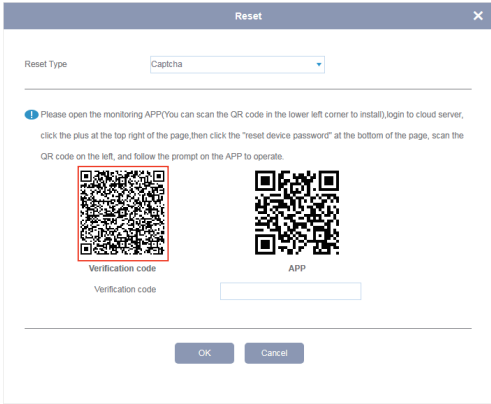 Reset
Reset Type
Captcha
Please open the monitoring APP(You can scan the QR code in the lower left corner to install),login to cloud server,
click the plus at the top right of the page,then click the "reset device password" at the bottom of the page, scan the
QR code on the left, and follow the prompt on the APP to operate.
Verification code
APP
Verification code
OK
Cancel